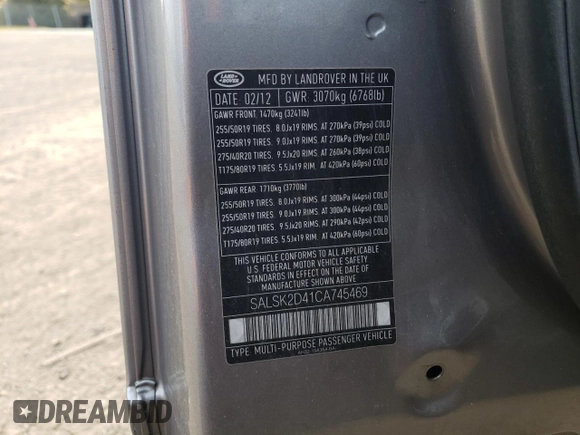 LAND
ROVER
MFD BY LANDROVER IN THE UK
DATE: 02/12 GWR. 3070kg (6768lb)
GAWR FRONT. 1470kg (3241lb)
255/50R19 TIRES. 8.0Jx19 RIMS. AT 270kPa (39psi) COLD
255/50R19 TIRES. 9.0Jx19 RIMS. AT 270kPa (39psi) COLD
275/40R20 TIRES. 9.5Jx20 RIMS. AT 260kPa (38psi) COLD
T175/80R19 TIRES. 5.5Jx19 RIM. AT 420kPa (60psi) COLD
GAWR REAR. 1710kg (3770lb)
255/50R19 TIRES. 8.0Jx19 RIMS. AT 300kPa (44psi) COLD
255/50R19 TIRES. 9.0Jx19 RIMS. AT 300kPa (44psi) COLD
275/40R20 TIRES. 9.5Jx20 RIMS. AT 290kPa (42psi) COLD
T175/80R19 TIRES. 5.5Jx19 RIM. AT 420kPa (60psi) COLD
THIS VEHICLE CONFORMS TO ALL APPLICABLE
U.S. FEDERAL MOTOR VEHICLE SAFETY
STANDARDS IN EFFECT ON THE DATE OF
MANUFACTURE SHOWN ABOVE.
SALSK2D41CA745469
TYPE: MULTI-PURPOSE PASSENGER VEHICLE
DREAMBID